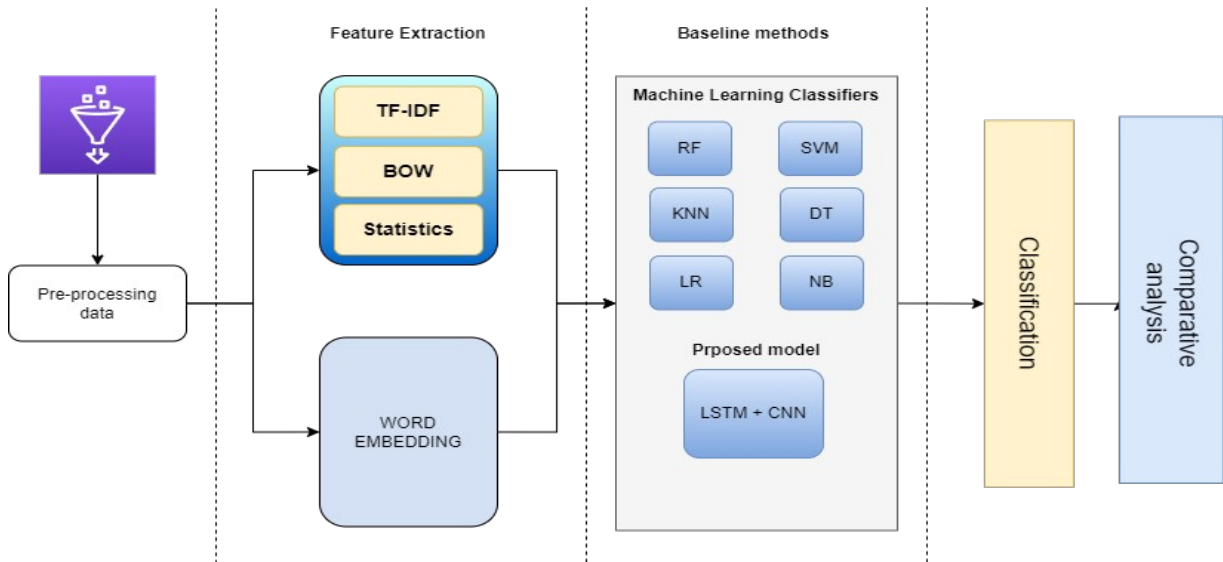 Feature Extraction
Baseline methods
TF-IDF
BOW
Statistics
Pre-processing
data
WORD
EMBEDDING
Machine Learning Classifiers
RF
SVM
KNN
DT
LR
NB
Prposed model
LSTM + CNN
Classification
Comparative
analysis